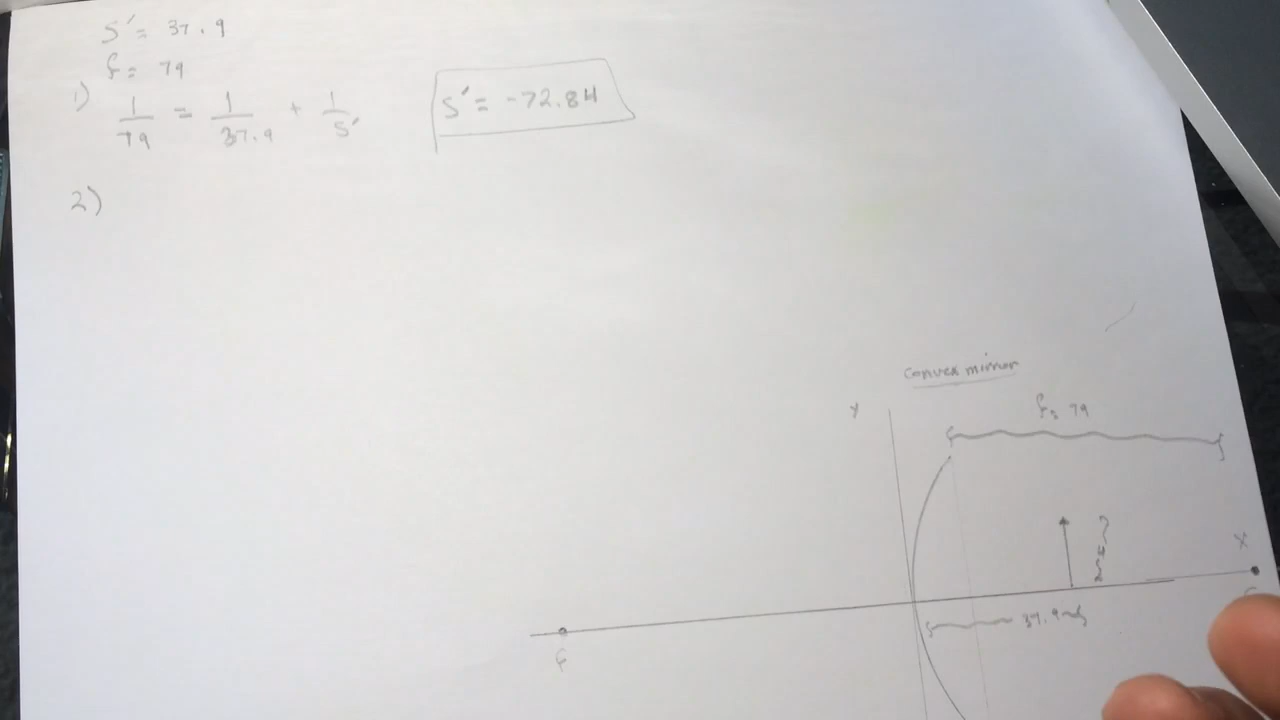 S' = 37.9
f = 79
1) 1/79 = 1/37.9 + 1/S'
S' = -72.84
2)
convex mirror
Y
f = 79
X
37.9
f